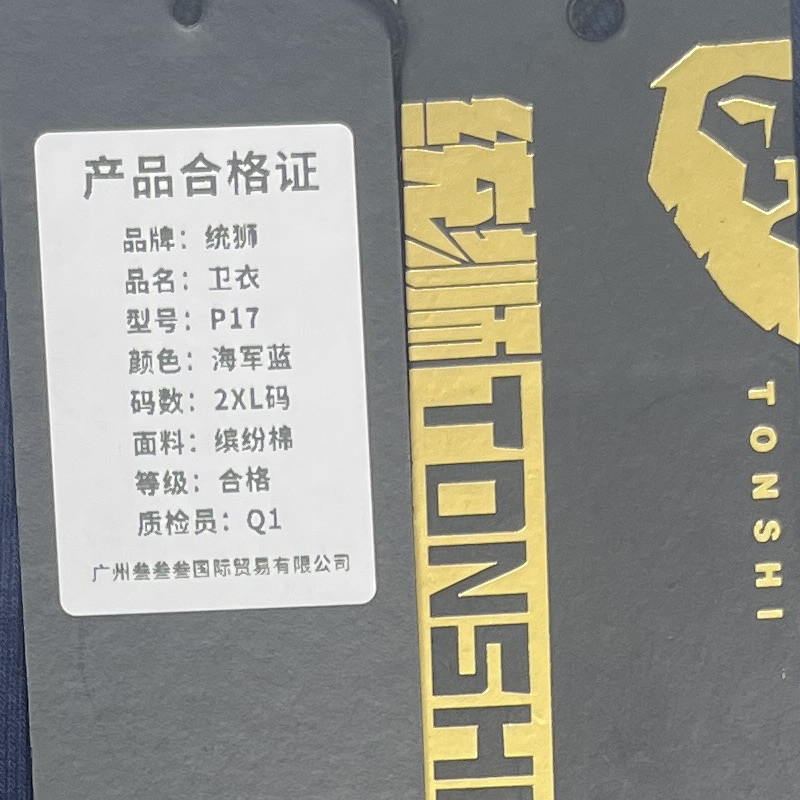 产品合格证
品牌：统狮
品名：卫衣
型号：P17
颜色：海军蓝
码数：2XL码
面料：缤纷棉
等级：合格
质检员：Q1
广州叁叁叁国际贸易有限公司
统狮TONSHI
TONSHI